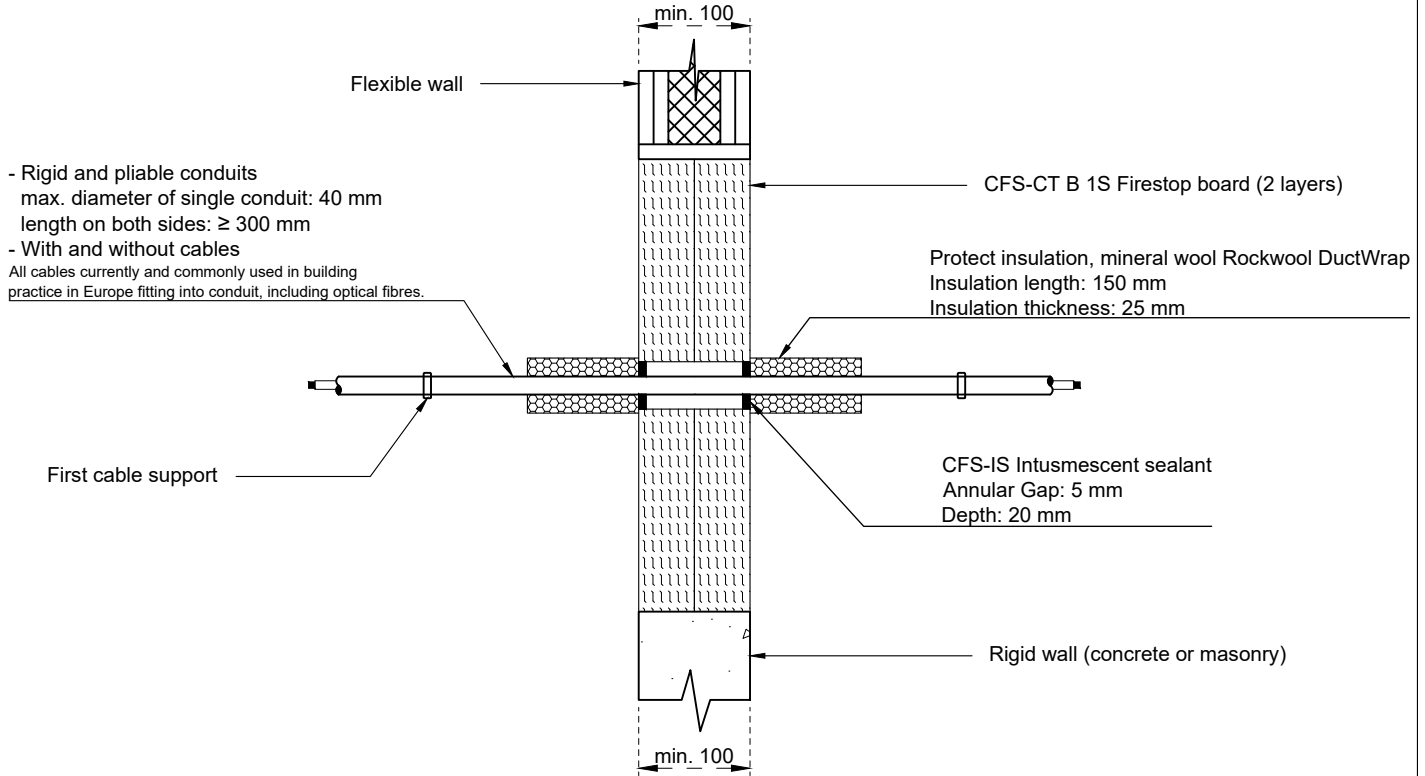 min. 100
Flexible wall
- Rigid and pliable conduits
max. diameter of single conduit: 40 mm
length on both sides: ≥ 300 mm
- With and without cables
All cables currently and commonly used in building
practice in Europe fitting into conduit, including optical fibres.
CFS-CT B 1S Firestop board (2 layers)
Protect insulation, mineral wool Rockwool DuctWrap
Insulation length: 150 mm
Insulation thickness: 25 mm
First cable support
CFS-IS Intusmescent sealant
Annular Gap: 5 mm
Depth: 20 mm
Rigid wall (concrete or masonry)
min. 100